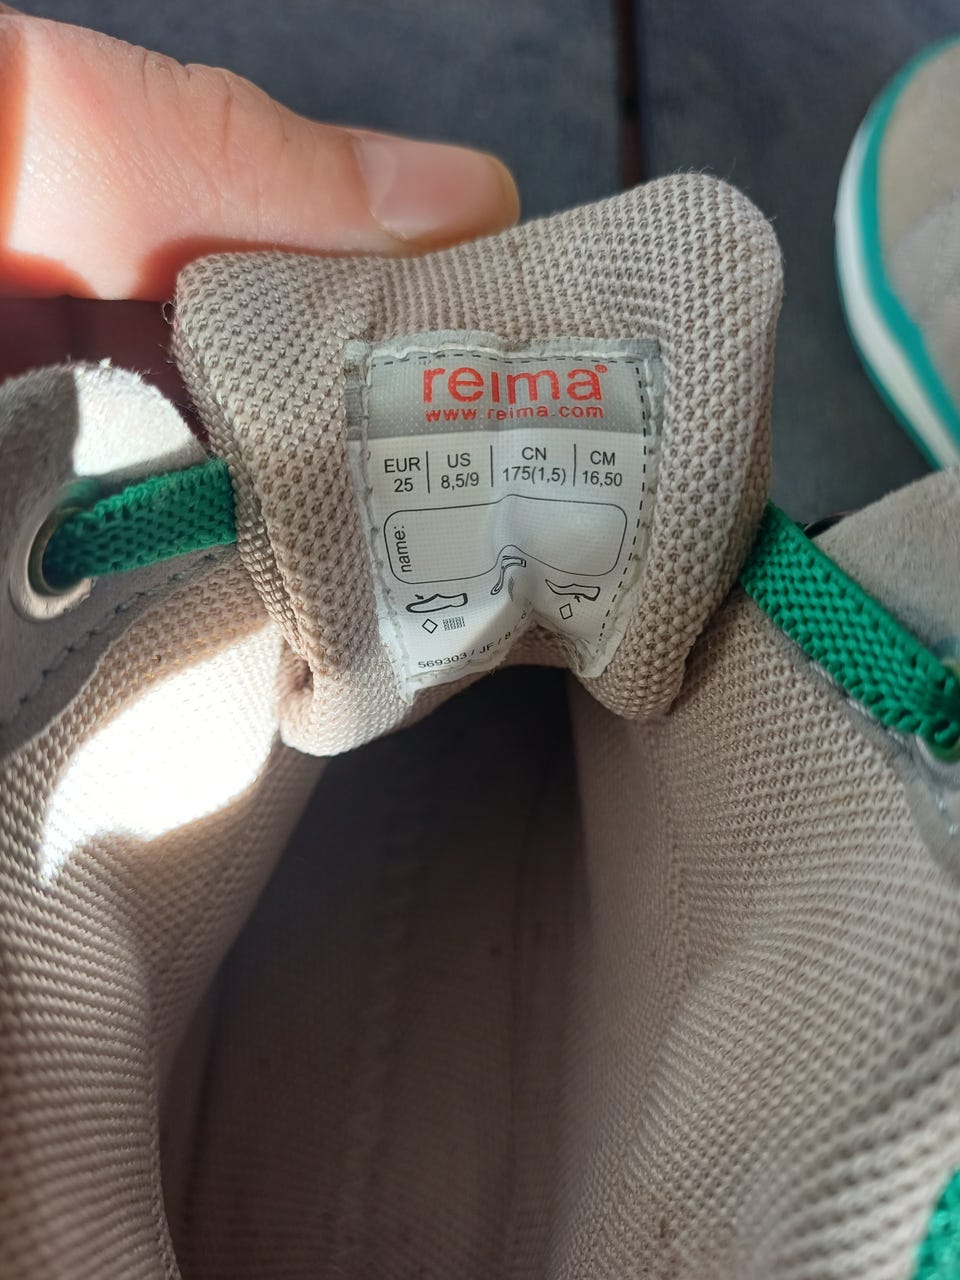 reima®
www.reima.com
EUR US CN CM
25 8,5/9 175(1,5) 16,50
name:
569303 / JF / 8